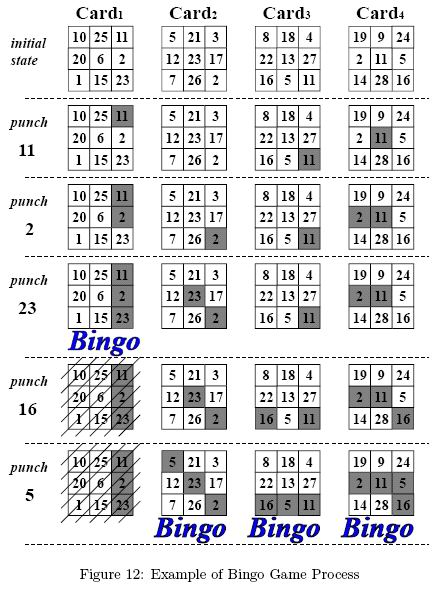 Card1 Card2 Card3 Card4
initial
state
10 25 11 5 21 3 8 18 4 19 9 24
20 6 2 12 23 17 22 13 27 2 11 5
1 15 23 7 26 2 16 5 11 14 28 16
punch
11
10 25 11 5 21 3 8 18 4 19 9 24
20 6 2 12 23 17 22 13 27 2 11 5
1 15 23 7 26 2 16 5 11 14 28 16
punch
2
10 25 11 5 21 3 8 18 4 19 9 24
20 6 2 12 23 17 22 13 27 2 11 5
1 15 23 7 26 2 16 5 11 14 28 16
punch
23
10 25 11 5 21 3 8 18 4 19 9 24
20 6 2 12 23 17 22 13 27 2 11 5
1 15 23 7 26 2 16 5 11 14 28 16
Bingo
punch
16
10 25 11 5 21 3 8 18 4 19 9 24
20 6 2 12 23 17 22 13 27 2 11 5
1 15 23 7 26 2 16 5 11 14 28 16
punch
5
10 25 11 5 21 3 8 18 4 19 9 24
20 6 2 12 23 17 22 13 27 2 11 5
1 15 23 7 26 2 16 5 11 14 28 16
Bingo Bingo Bingo
Figure 12: Example of Bingo Game Process